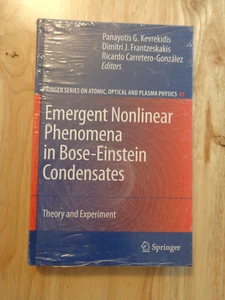 Panayotis G. Kevrekidis
Dimitri J. Frantzeskakis
Ricardo Carretero-González
Editors
SPRINGER SERIES ON ATOMIC, OPTICAL AND PLASMA PHYSICS 45
Emergent Nonlinear
Phenomena
in Bose-Einstein
Condensates
Theory and Experiment
Springer